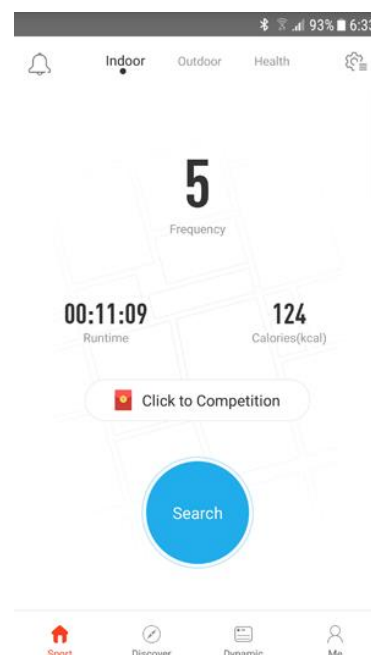 93% 6:33
Indoor Outdoor Health
5
Frequency
00:11:09 124
Runtime Calories(kcal)
Click to Competition
Search
Sport Discover Dynamic Me